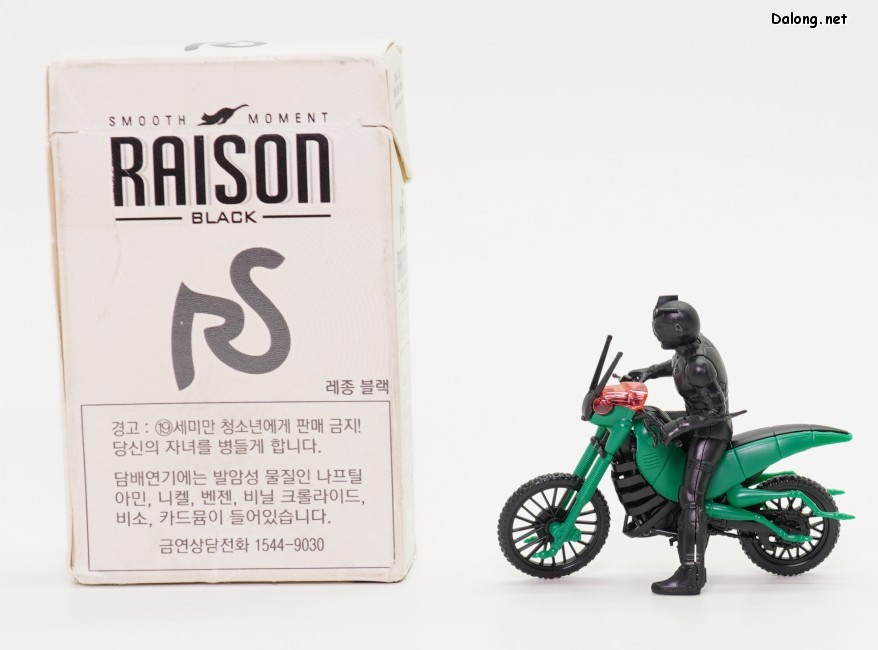 Dalong.net
SMOOTH MOMENT
RAISON
BLACK
RS
레종 블랙
경고 : ⑲세미만 청소년에게 판매 금지!
당신의 자녀를 병들게 합니다.
담배연기에는 발암성 물질인 나프틸
아민, 니켈, 벤젠, 비닐 크롤라이드,
비소, 카드뮴이 들어있습니다.
금연상담전화 1544-9030